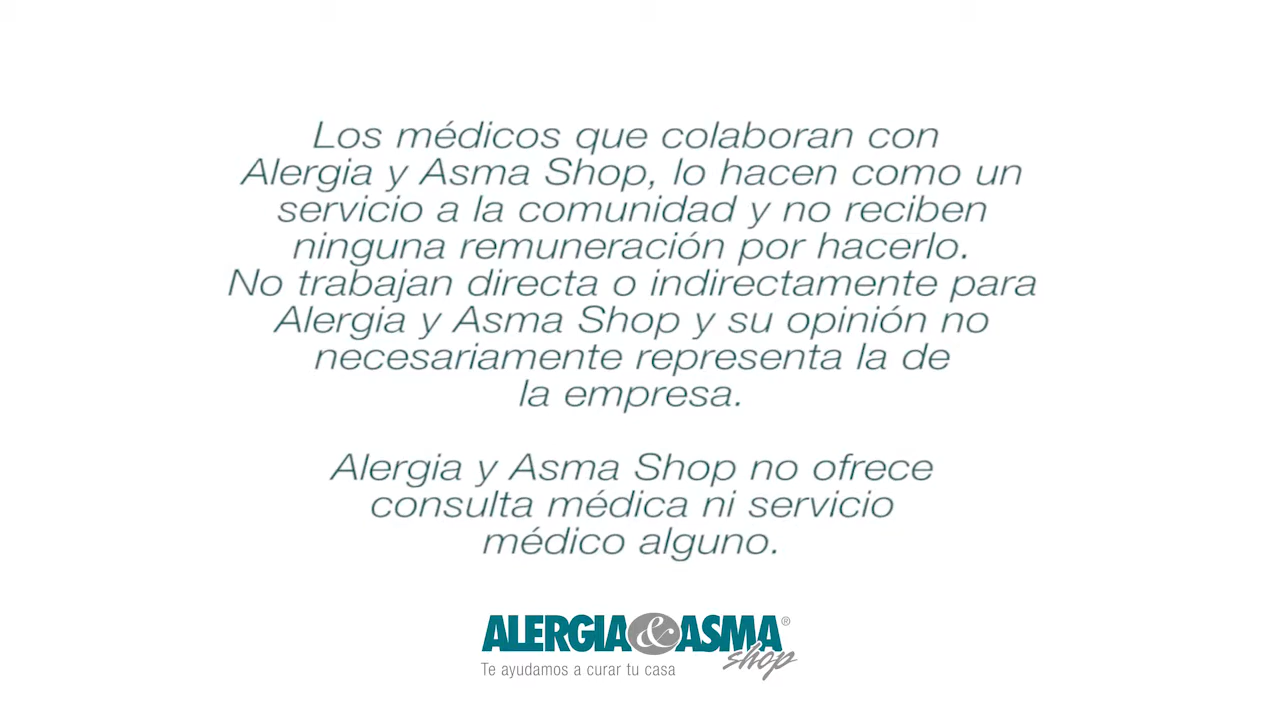 Los médicos que colaboran con
Alergia y Asma Shop, lo hacen como un
servicio a la comunidad y no reciben
ninguna remuneración por hacerlo.
No trabajan directa o indirectamente para
Alergia y Asma Shop y su opinión no
necesariamente representa la de
la empresa.
Alergia y Asma Shop no ofrece
consulta médica ni servicio
médico alguno.
ALERGIA & ASMA®
shop
Te ayudamos a curar tu casa